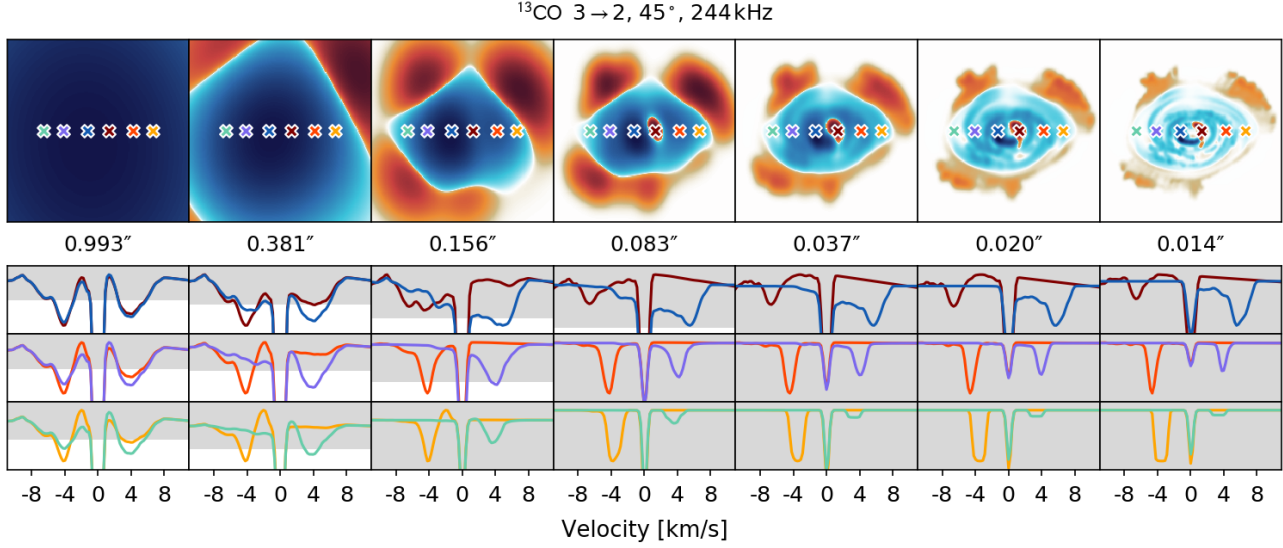 ¹³CO 3→2, 45°, 244 kHz
0.993″ 0.381″ 0.156″ 0.083″ 0.037″ 0.020″ 0.014″
-8 -4 0 4 8 -8 -4 0 4 8 -8 -4 0 4 8 -8 -4 0 4 8 -8 -4 0 4 8 -8 -4 0 4 8 -8 -4 0 4 8
Velocity [km/s]